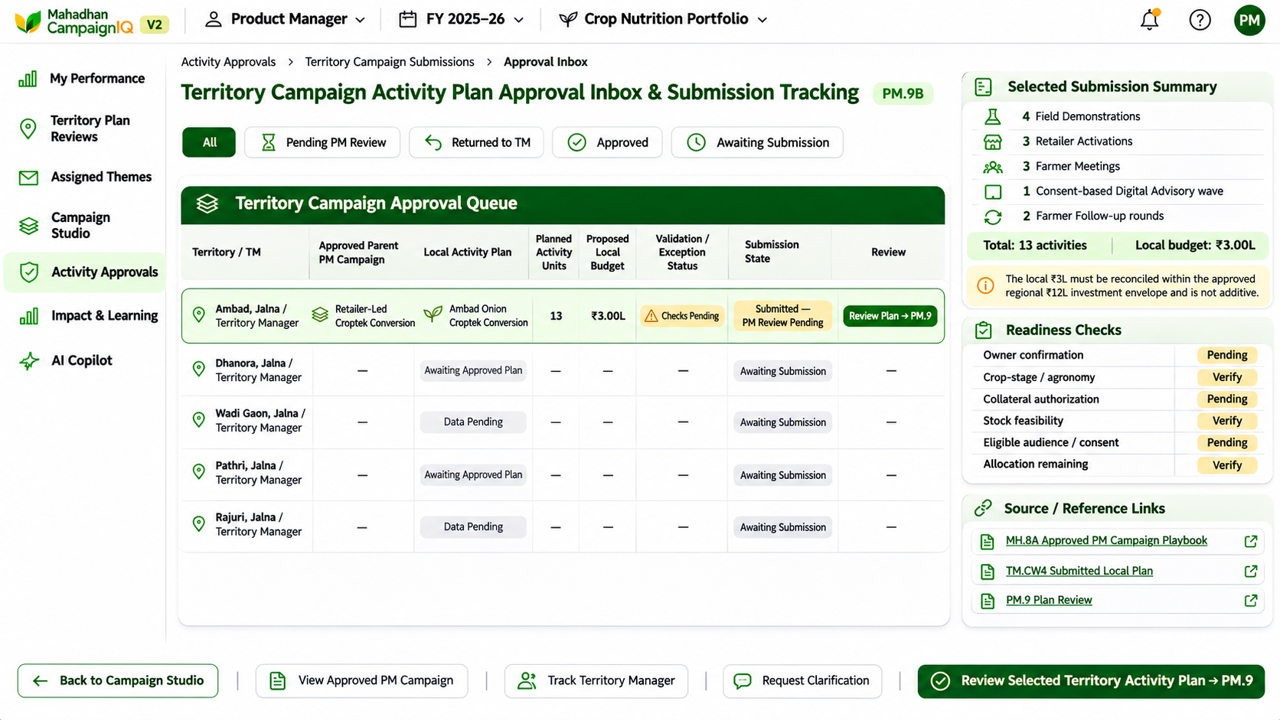 Mahadhan
CampaignIQ V2
Product Manager
FY 2025–26
Crop Nutrition Portfolio
PM
My Performance
Territory Plan
Reviews
Assigned Themes
Campaign
Studio
Activity Approvals
Impact & Learning
AI Copilot
Activity Approvals > Territory Campaign Submissions > Approval Inbox
Territory Campaign Activity Plan Approval Inbox & Submission Tracking PM.9B
All
Pending PM Review
Returned to TM
Approved
Awaiting Submission
Territory Campaign Approval Queue
Territory / TM
Approved Parent
PM Campaign
Local Activity Plan
Planned
Activity
Units
Proposed
Local
Budget
Validation /
Exception
Status
Submission
State
Review
Ambad, Jalna /
Territory Manager
Retailer-Led
Croptek Conversion
Ambad Onion
Croptek Conversion
13
₹3.00L
Checks Pending
Submitted —
PM Review Pending
Review Plan → PM.9
Dhanora, Jalna /
Territory Manager
—
Awaiting Approved Plan
—
—
—
Awaiting Submission
—
Wadi Gaon, Jalna /
Territory Manager
—
Data Pending
—
—
—
Awaiting Submission
—
Pathri, Jalna /
Territory Manager
—
Awaiting Approved Plan
—
—
—
Awaiting Submission
—
Rajuri, Jalna /
Territory Manager
—
Data Pending
—
—
—
Awaiting Submission
—
Selected Submission Summary
4 Field Demonstrations
3 Retailer Activations
3 Farmer Meetings
1 Consent-based Digital Advisory wave
2 Farmer Follow-up rounds
Total: 13 activities
Local budget: ₹3.00L
The local ₹3L must be reconciled within the approved
regional ₹12L investment envelope and is not additive.
Readiness Checks
Owner confirmation Pending
Crop-stage / agronomy Verify
Collateral authorization Pending
Stock feasibility Verify
Eligible audience / consent Pending
Allocation remaining Verify
Source / Reference Links
MH.8A Approved PM Campaign Playbook
TM.CW4 Submitted Local Plan
PM.9 Plan Review
← Back to Campaign Studio
View Approved PM Campaign
Track Territory Manager
Request Clarification
Review Selected Territory Activity Plan → PM.9